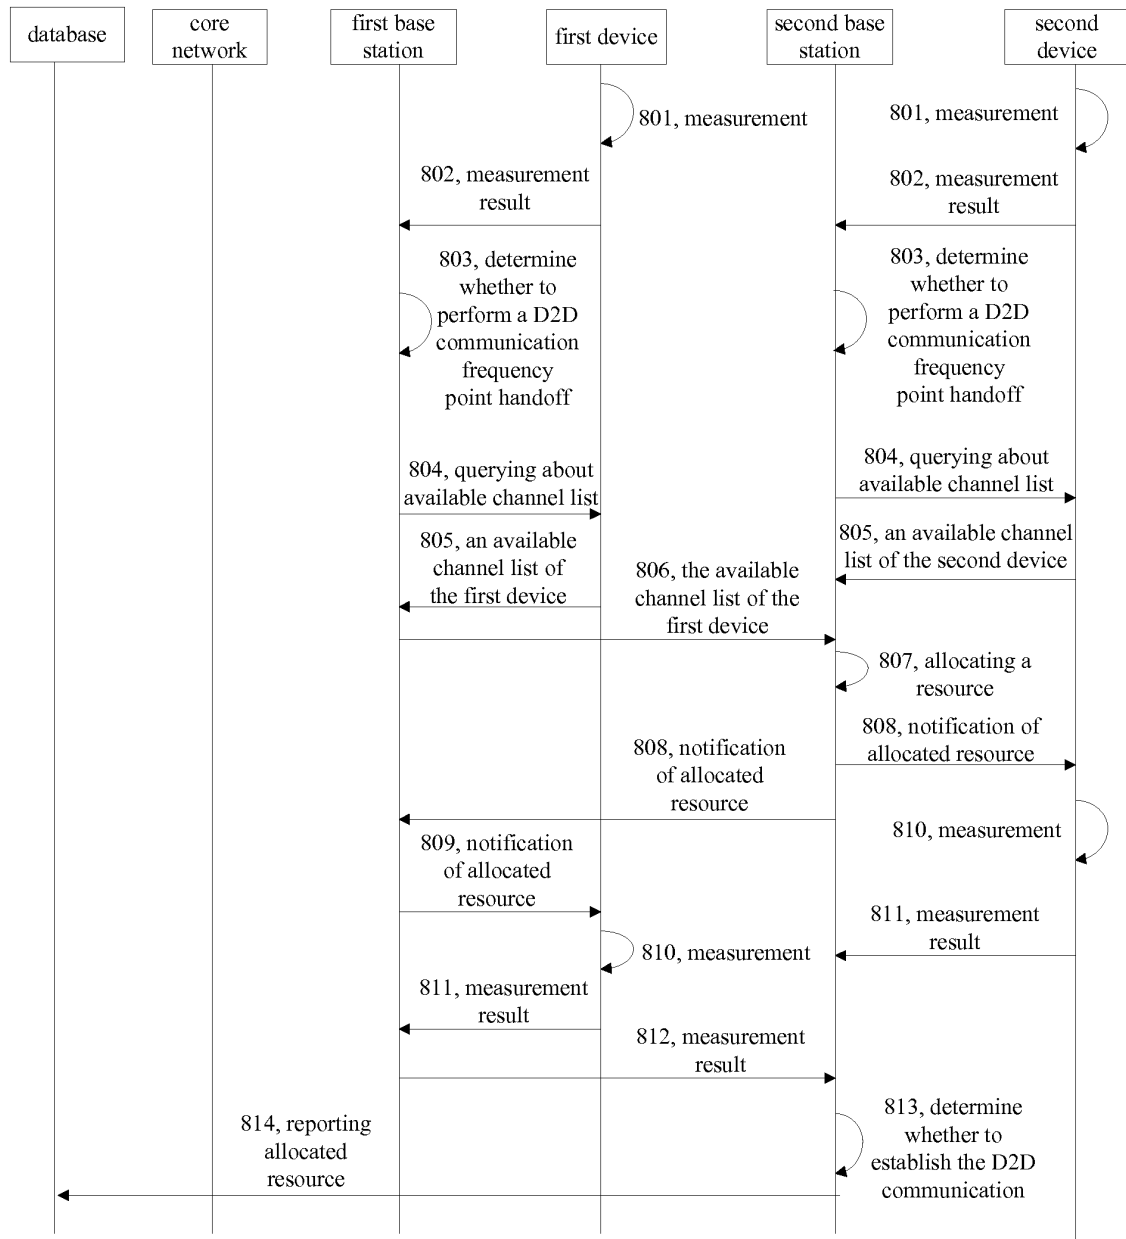 database
core
network
first base
station
first device
second base
station
second
device
801, measurement
801, measurement
802, measurement
result
802, measurement
result
803, determine
whether to
perform a D2D
communication
frequency
point handoff
803, determine
whether to
perform a D2D
communication
frequency
point handoff
804, querying about
available channel list
804, querying about
available channel list
805, an available
channel list of
the first device
805, an available channel
list of the second device
806, the available
channel list of the
first device
807, allocating a
resource
808, notification of
allocated resource
808, notification
of allocated
resource
810, measurement
809, notification
of allocated
resource
811, measurement
result
810, measurement
811, measurement
result
812, measurement
result
813, determine
whether to
establish the D2D
communication
814, reporting
allocated
resource